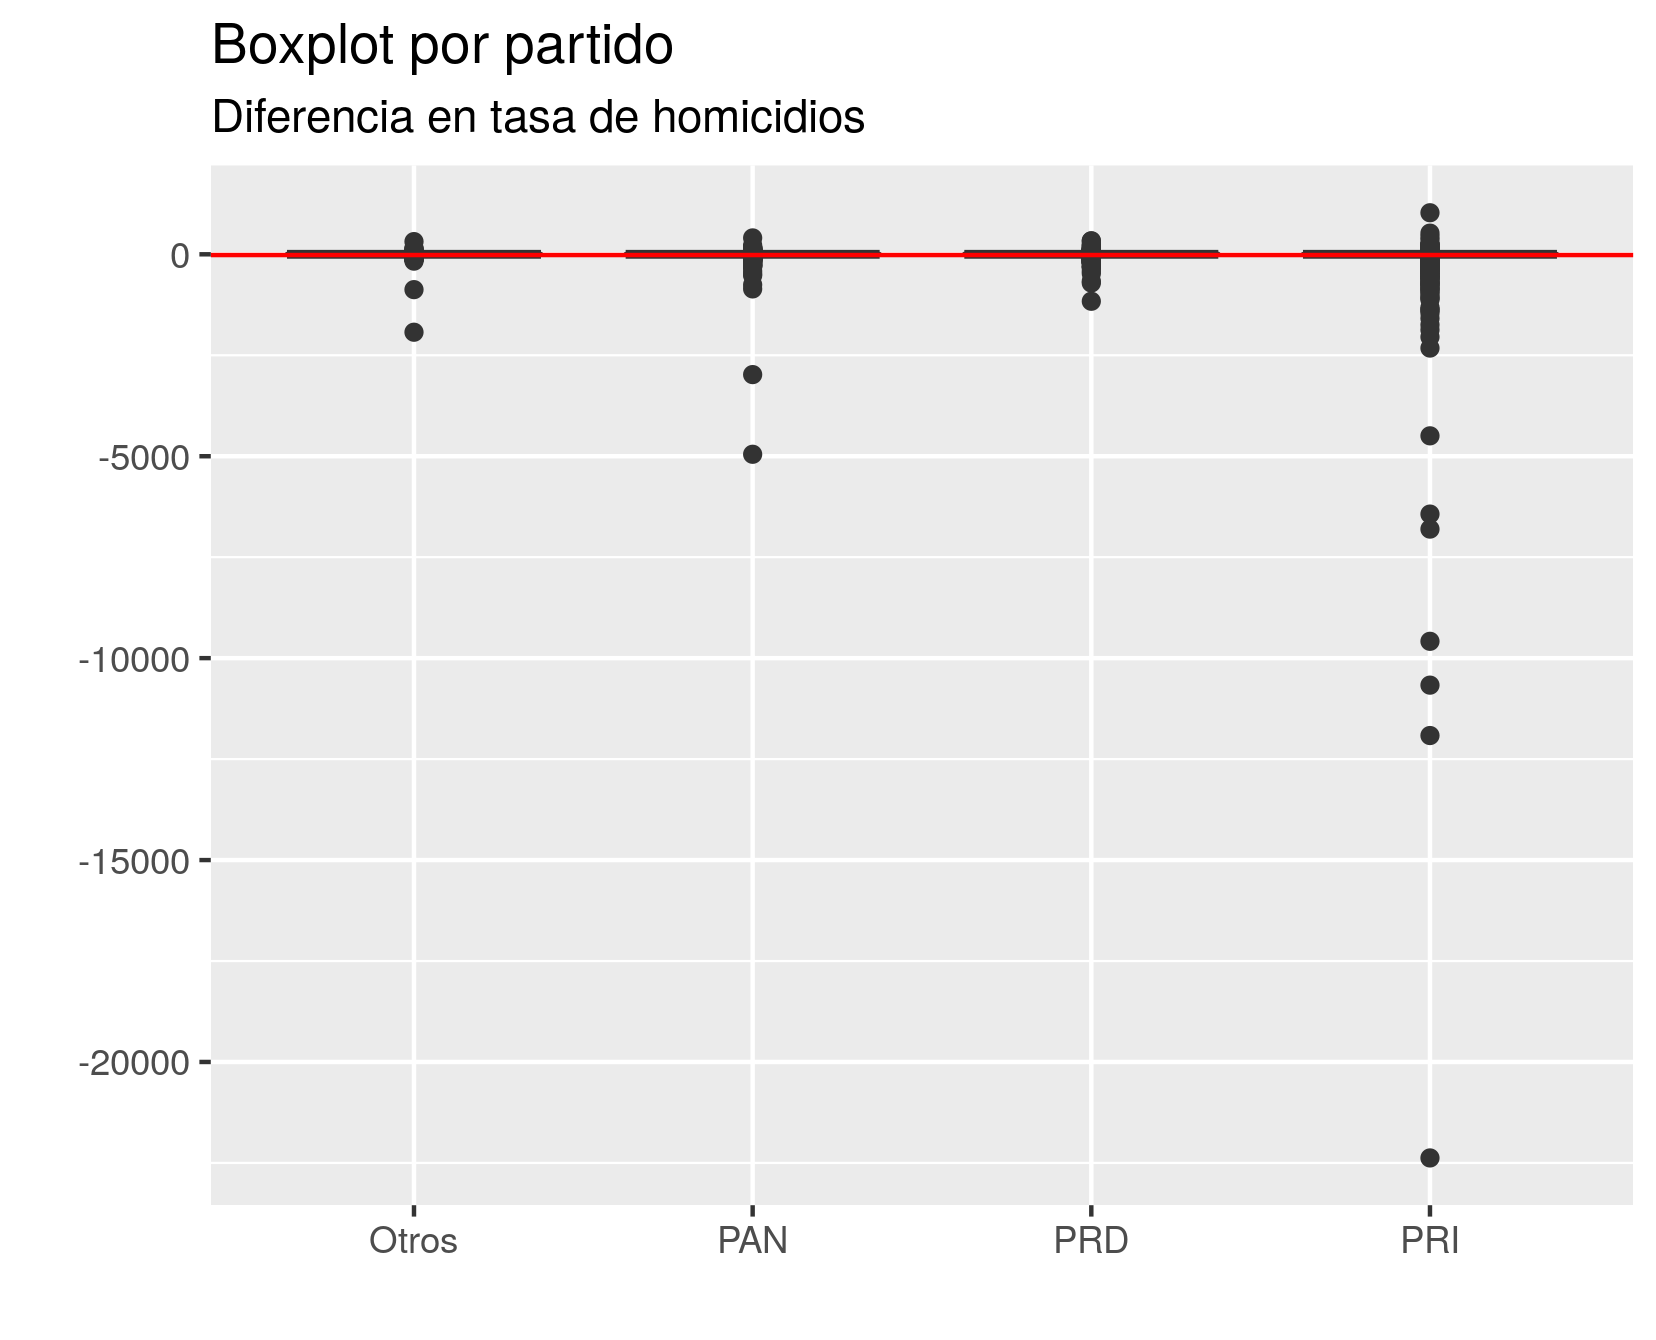 Boxplot por partido
Diferencia en tasa de homicidios
0
-5000
-10000
-15000
-20000
Otros PAN PRD PRI